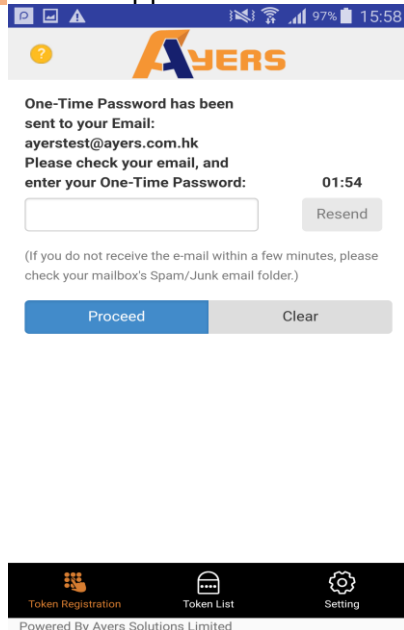 97% 15:58
?
AYERS
One-Time Password has been
sent to your Email:
ayerstest@ayers.com.hk
Please check your email, and
enter your One-Time Password: 01:54
Resend
(If you do not receive the e-mail within a few minutes, please
check your mailbox's Spam/Junk email folder.)
Proceed Clear
Token Registration Token List Setting
Powered By Ayers Solutions Limited